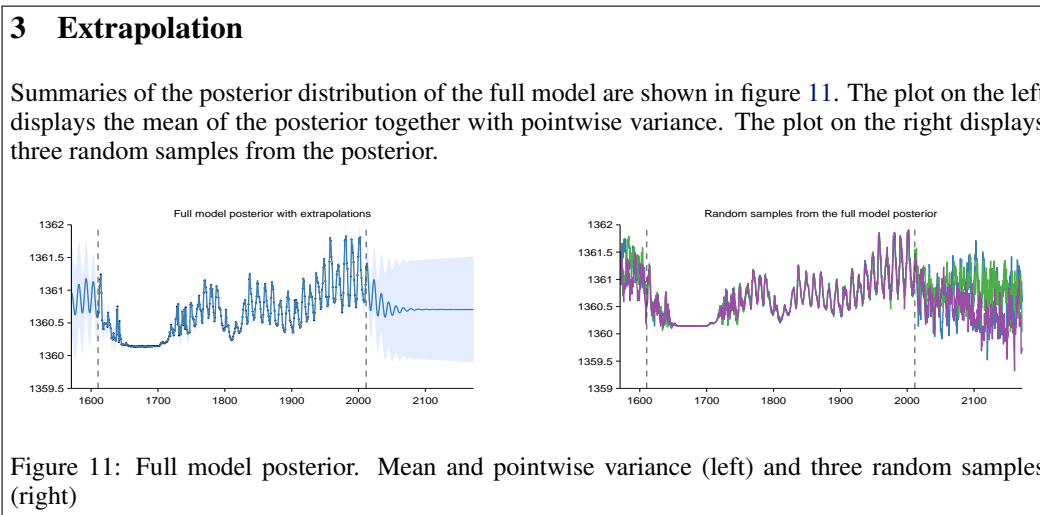 3 Extrapolation
Summaries of the posterior distribution of the full model are shown in figure 11. The plot on the left
displays the mean of the posterior together with pointwise variance. The plot on the right displays
three random samples from the posterior.
Full model posterior with extrapolations
1362
1361.5
1361
1360.5
1360
1359.5
1600 1700 1800 1900 2000 2100
Random samples from the full model posterior
1362
1361.5
1361
1360.5
1360
1359.5
1359
1600 1700 1800 1900 2000 2100
Figure 11: Full model posterior. Mean and pointwise variance (left) and three random samples
(right)